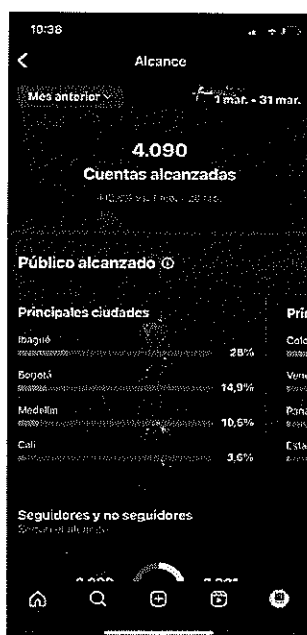 10:38
Alcance
Mes anterior
1 mar. - 31 mar.
4.090
Cuentas alcanzadas
Público alcanzado
Principales ciudades
Ibagué
28%
Bogotá
14,9%
Medellín
10,6%
Cali
3,6%
Seguidores y no seguidores